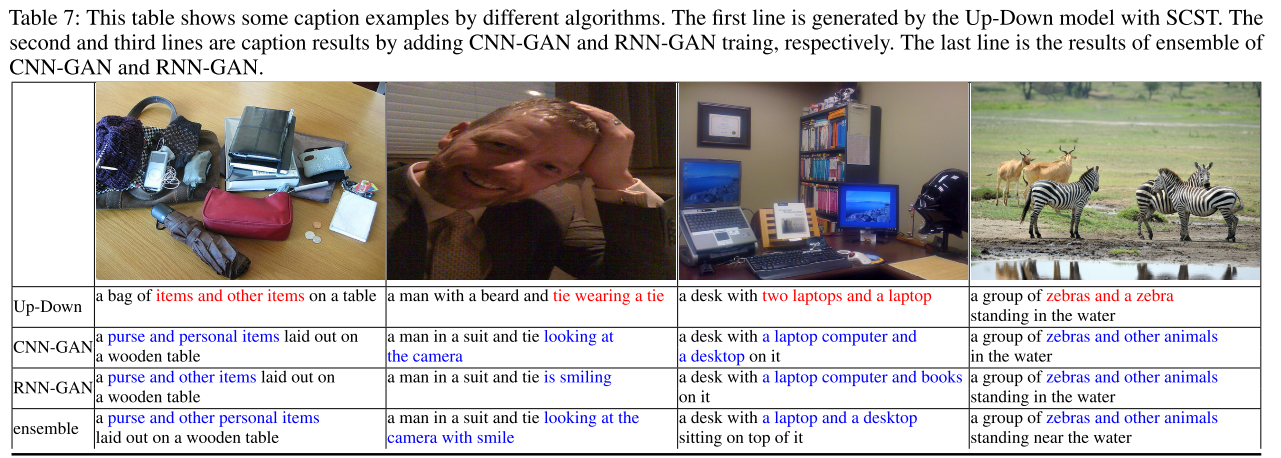 Table 7: This table shows some caption examples by different algorithms. The first line is generated by the Up-Down model with SCST. The
second and third lines are caption results by adding CNN-GAN and RNN-GAN traing, respectively. The last line is the results of ensemble of
CNN-GAN and RNN-GAN.
Up-Down
a bag of items and other items on a table
a man with a beard and tie wearing a tie
a desk with two laptops and a laptop
a group of zebras and a zebra
standing in the water
CNN-GAN
a purse and personal items laid out on
a wooden table
a man in a suit and tie looking at
the camera
a desk with a laptop computer and
a desktop on it
a group of zebras and other animals
in the water
RNN-GAN
a purse and other items laid out on
a wooden table
a man in a suit and tie is smiling
a desk with a laptop computer and books
on it
a group of zebras and other animals
standing in the water
ensemble
a purse and other personal items
laid out on a wooden table
a man in a suit and tie looking at the
camera with smile
a desk with a laptop and a desktop
sitting on top of it
a group of zebras and other animals
standing near the water